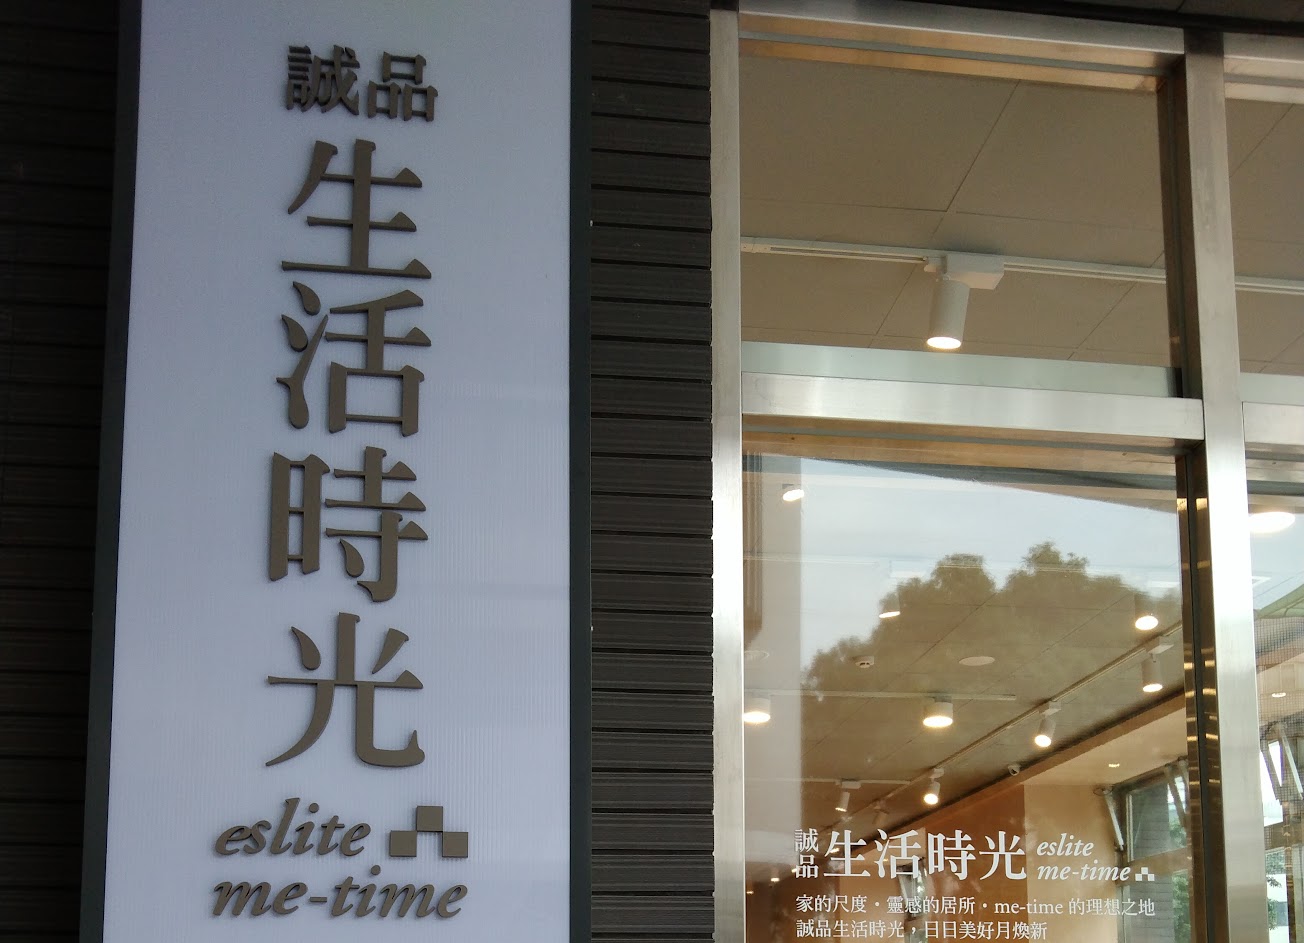 誠品
生活時光
eslite
me-time
誠品 生活時光 eslite me-time
家的尺度・靈感的居所・me-time 的理想之地
誠品生活時光，日日美好月煥新